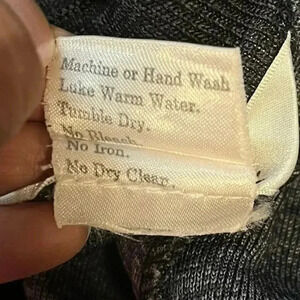 Machine or Hand Wash
Luke Warm Water.
Tumble Dry.
No Bleach.
No Iron.
No Dry Clean.